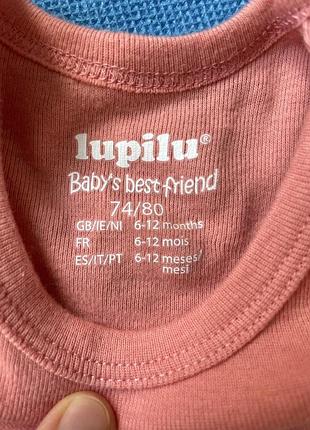 lupilu®
Baby's best friend
74/80
GB/IE/NI 6-12 months
FR 6-12 mois
ES/IT/PT 6-12 meses/
mesi